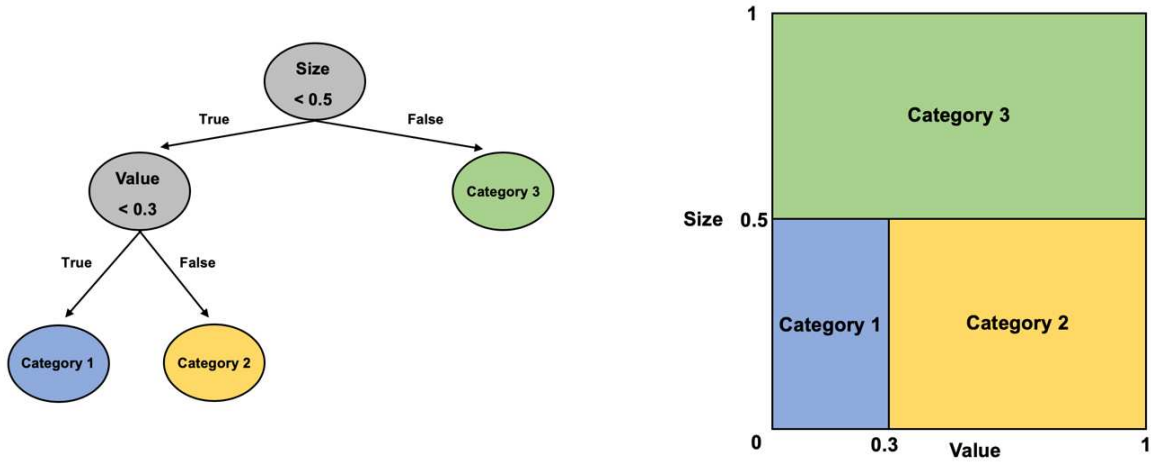 Size
< 0.5
True
False
Value
< 0.3
Category 3
True
False
Category 1
Category 2
1
Category 3
Size
0.5
Category 1
Category 2
0
0.3
Value
1